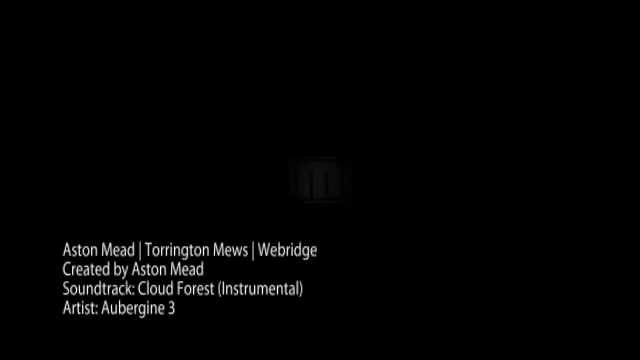 Aston Mead | Torrington Mews | Webridge
Created by Aston Mead
Soundtrack: Cloud Forest (Instrumental)
Artist: Aubergine 3